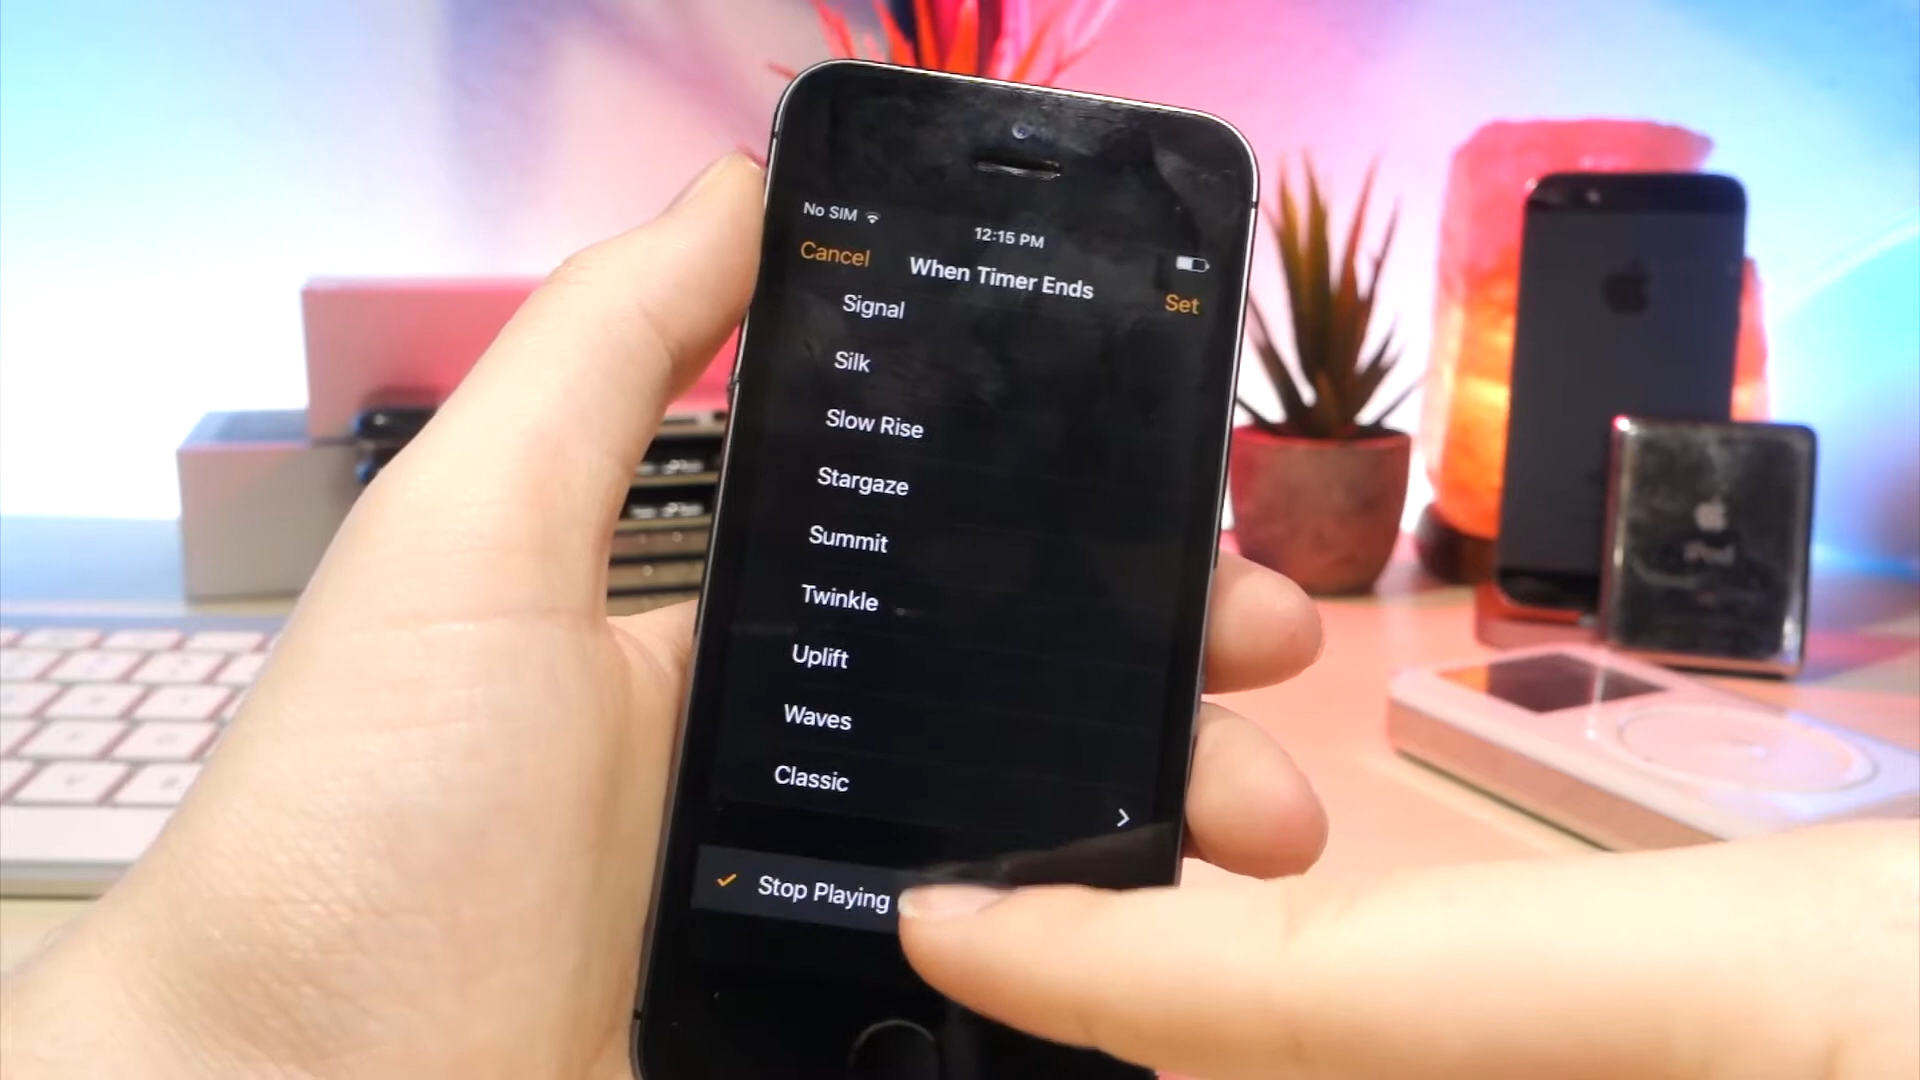 No SIM
12:15 PM
Cancel
When Timer Ends
Set
Signal
Silk
Slow Rise
Stargaze
Summit
Twinkle
Uplift
Waves
Classic
Stop Playing
iPod